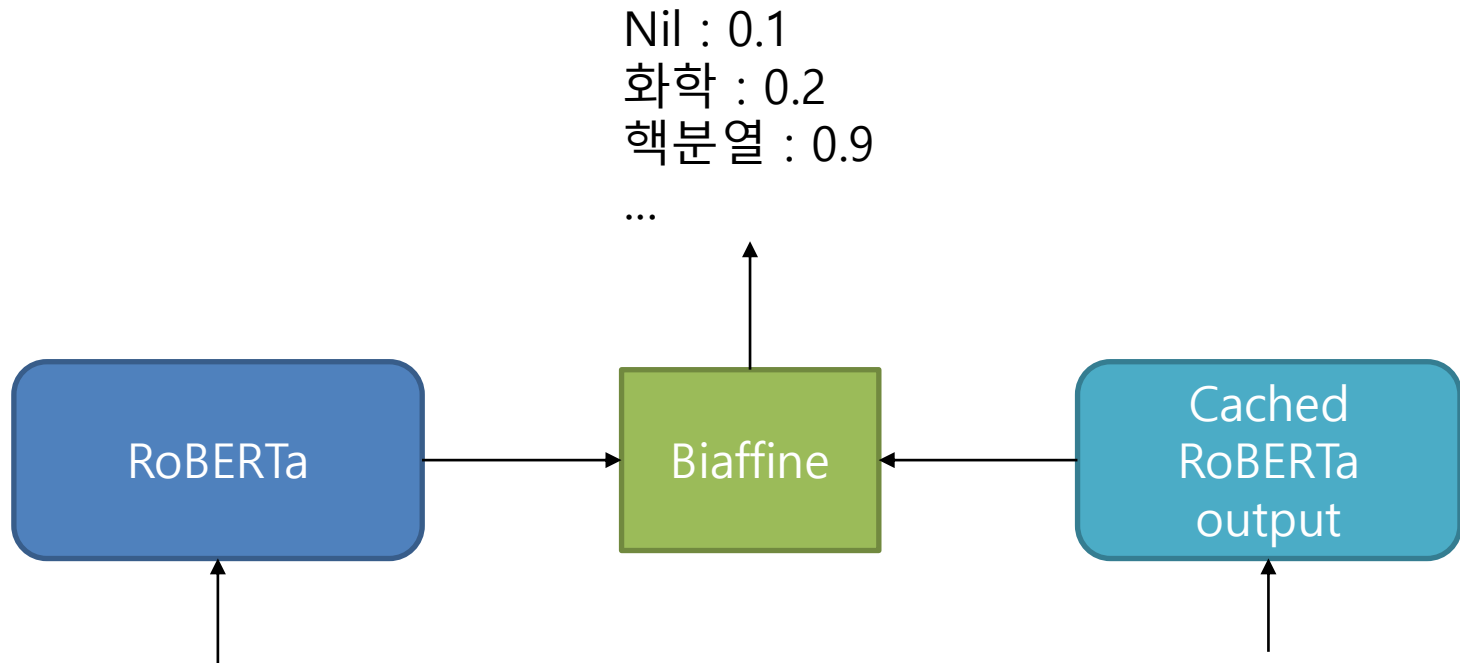 Nil : 0.1
화학 : 0.2
핵분열 : 0.9
...
RoBERTa
Biaffine
Cached
RoBERTa
output